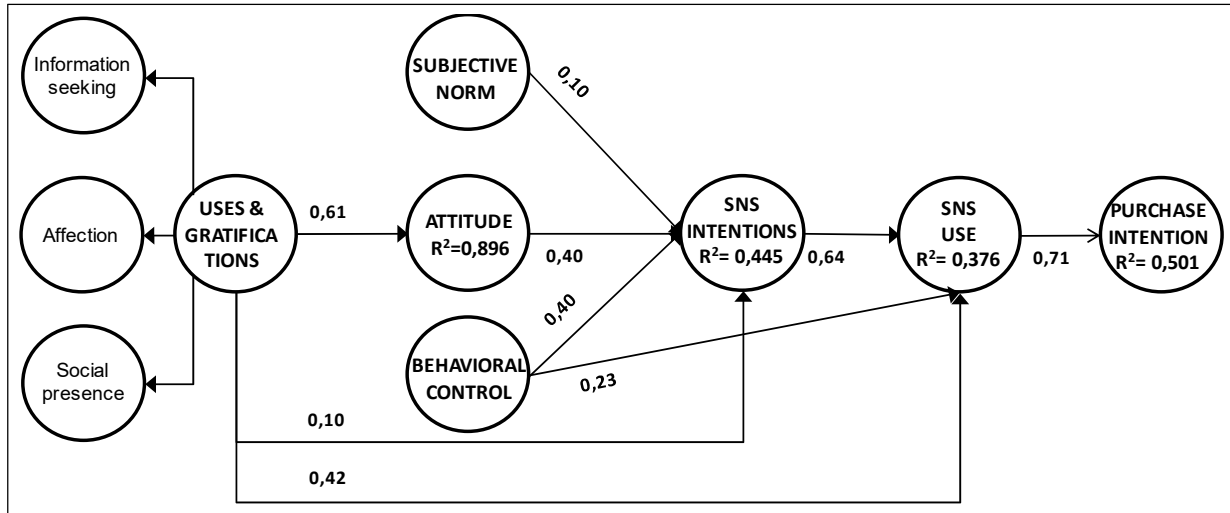 Information
seeking
Affection
Social
presence
USES &
GRATIFICA
TIONS
0,61
SUBJECTIVE
NORM
ATTITUDE
R²=0,896
BEHAVIORAL
CONTROL
0,10
0,40
0,40
0,23
0,10
0,42
SNS
INTENTIONS
R²= 0,445
0,64
SNS
USE
R²= 0,376
0,71
PURCHASE
INTENTION
R²= 0,501